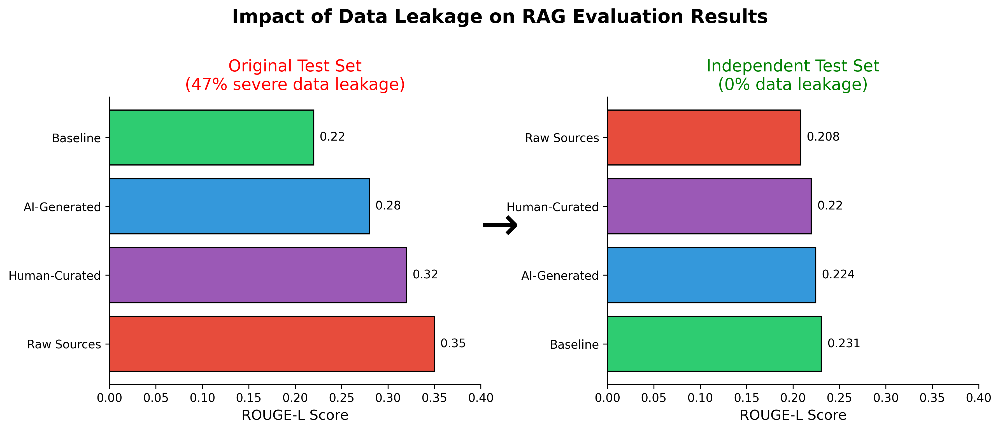 Impact of Data Leakage on RAG Evaluation Results
Original Test Set
(47% severe data leakage)
Baseline
0.22
AI-Generated
0.28
Human-Curated
0.32
Raw Sources
0.35
0.00 0.05 0.10 0.15 0.20 0.25 0.30 0.35 0.40
ROUGE-L Score
→
Independent Test Set
(0% data leakage)
Raw Sources
0.208
Human-Curated
0.22
AI-Generated
0.224
Baseline
0.231
0.00 0.05 0.10 0.15 0.20 0.25 0.30 0.35 0.40
ROUGE-L Score